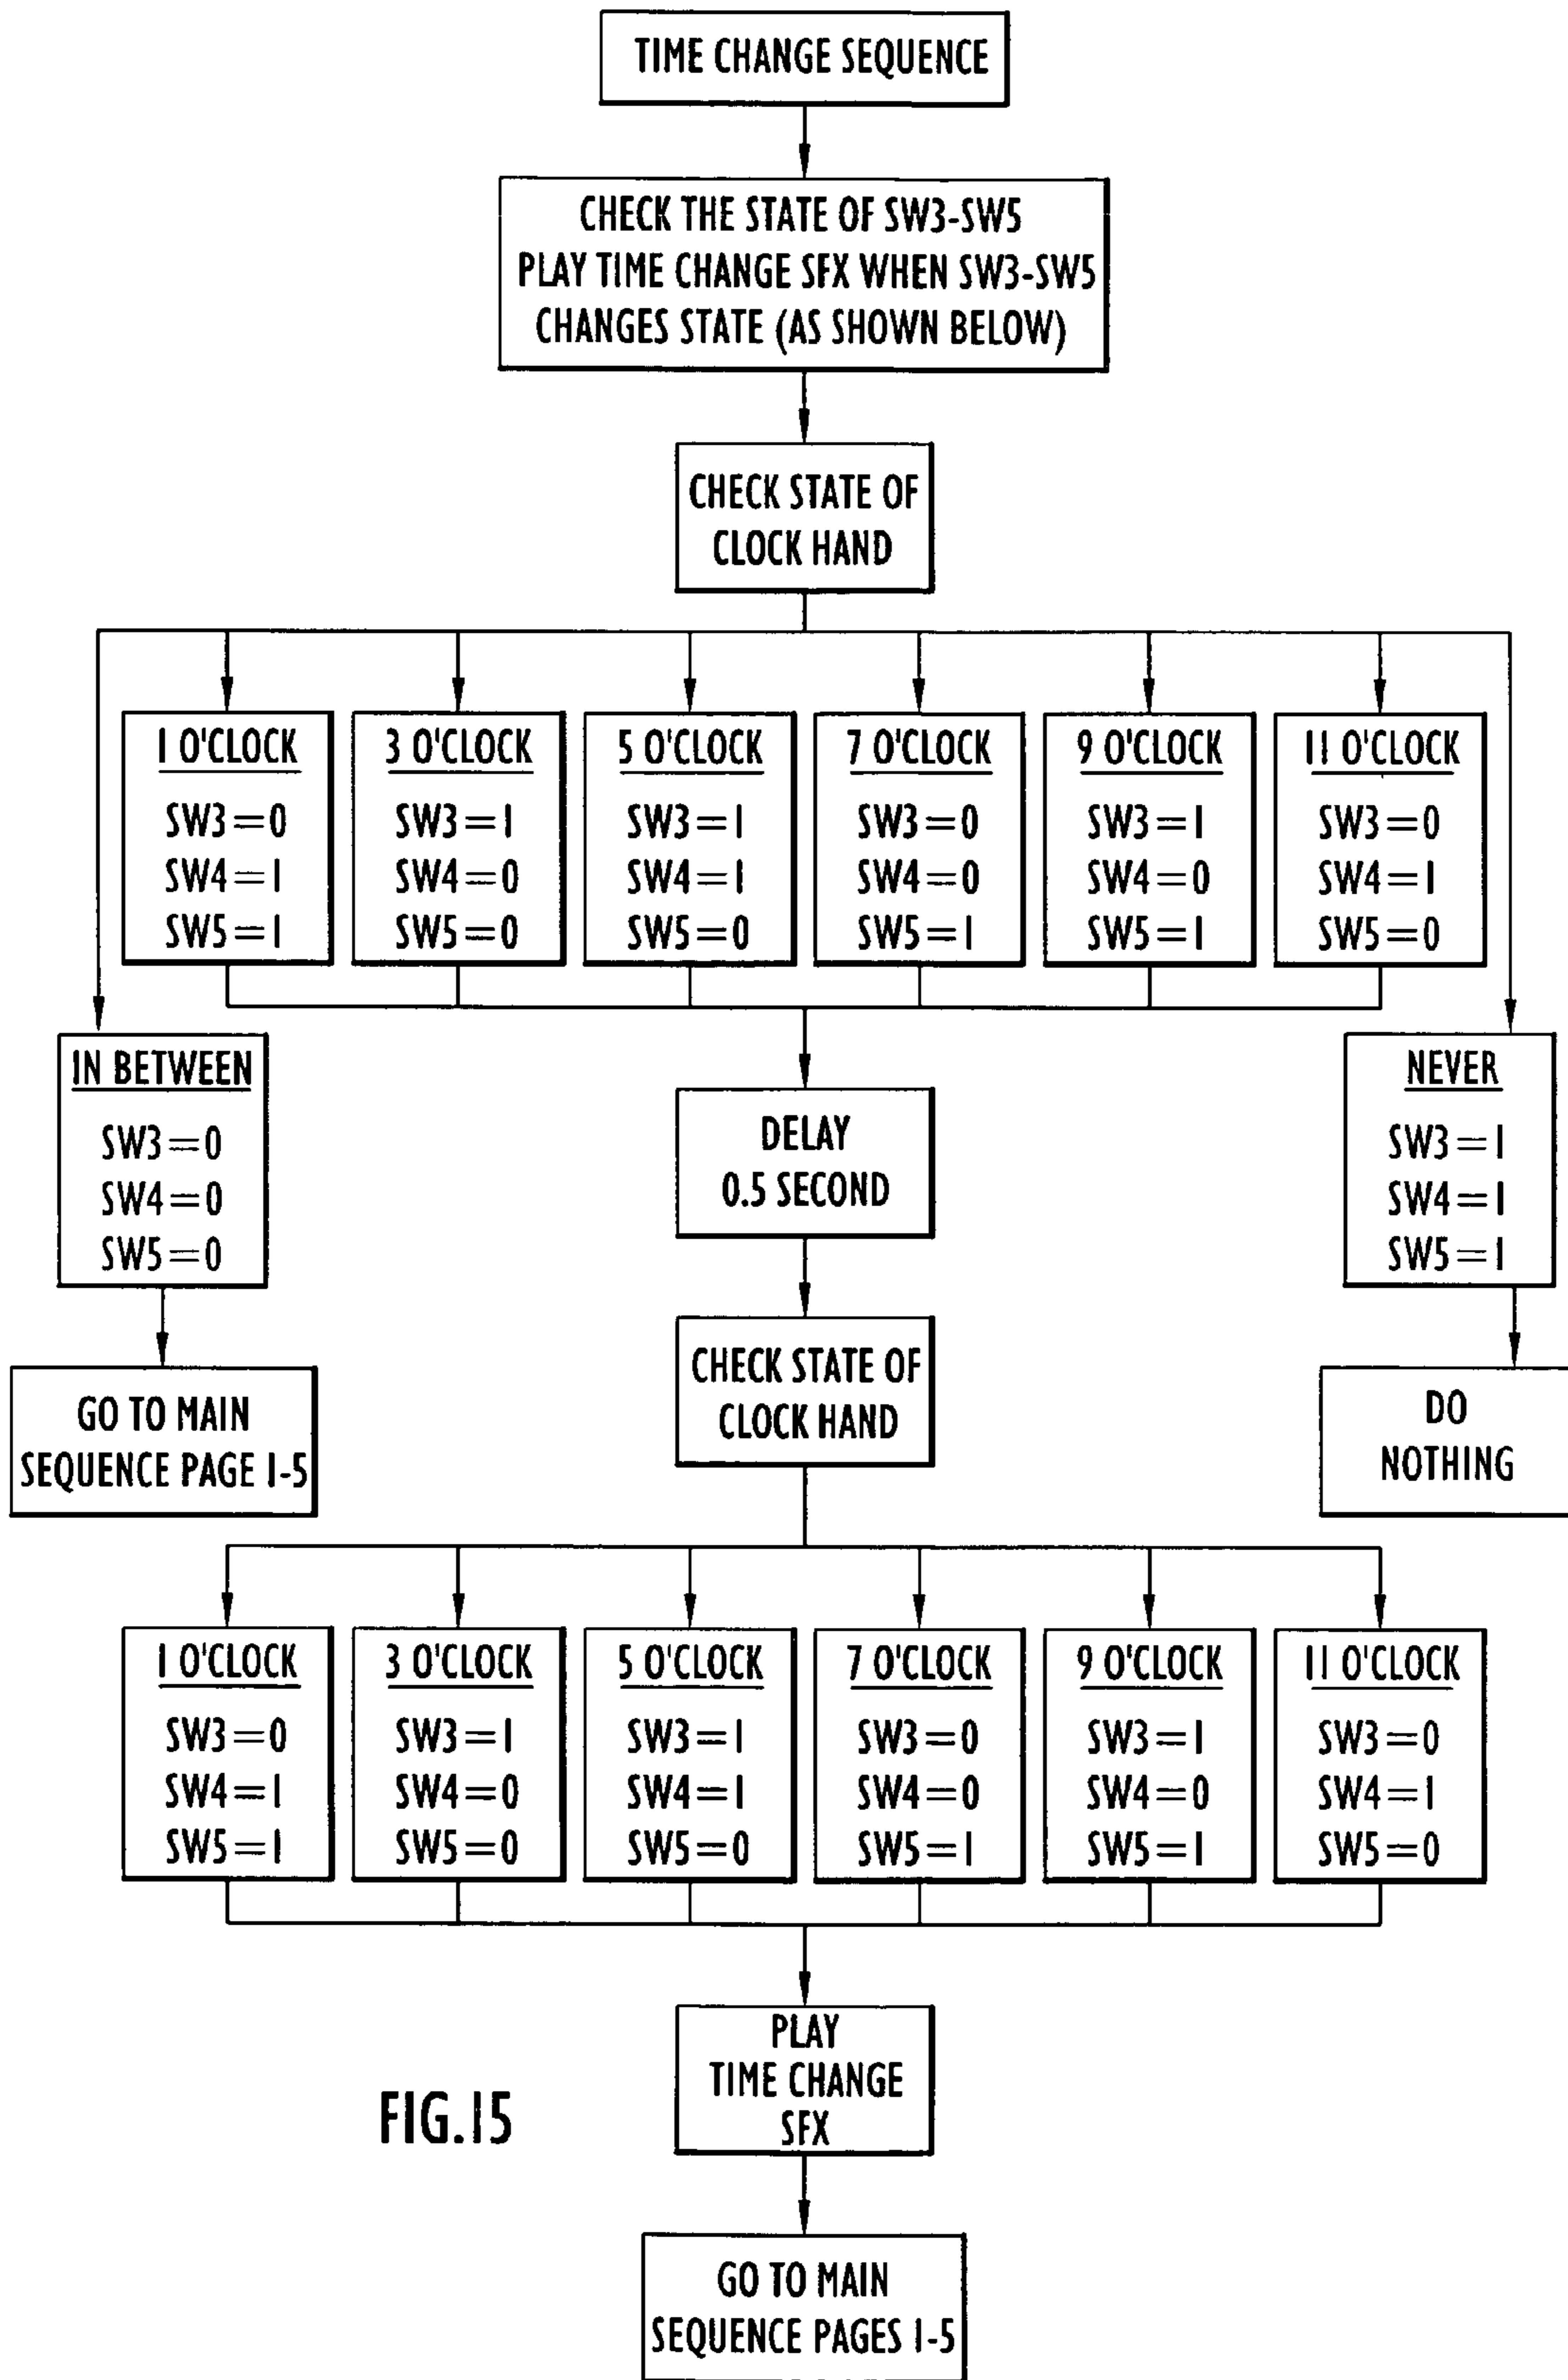 TIME CHANGE SEQUENCE
CHECK THE STATE OF SW3-SW5
PLAY TIME CHANGE SFX WHEN SW3-SW5
CHANGES STATE (AS SHOWN BELOW)
CHECK STATE OF
CLOCK HAND
1 O'CLOCK
SW3=0
SW4=1
SW5=1
3 O'CLOCK
SW3=1
SW4=0
SW5=0
5 O'CLOCK
SW3=1
SW4=1
SW5=0
7 O'CLOCK
SW3=0
SW4=0
SW5=1
9 O'CLOCK
SW3=1
SW4=0
SW5=1
11 O'CLOCK
SW3=0
SW4=1
SW5=0
IN BETWEEN
SW3=0
SW4=0
SW5=0
DELAY
0.5 SECOND
NEVER
SW3=1
SW4=1
SW5=1
GO TO MAIN
SEQUENCE PAGE 1-5
CHECK STATE OF
CLOCK HAND
DO
NOTHING
1 O'CLOCK
SW3=0
SW4=1
SW5=1
3 O'CLOCK
SW3=1
SW4=0
SW5=0
5 O'CLOCK
SW3=1
SW4=1
SW5=0
7 O'CLOCK
SW3=0
SW4=0
SW5=1
9 O'CLOCK
SW3=1
SW4=0
SW5=1
11 O'CLOCK
SW3=0
SW4=1
SW5=0
PLAY
TIME CHANGE
SFX
FIG.15
GO TO MAIN
SEQUENCE PAGES 1-5